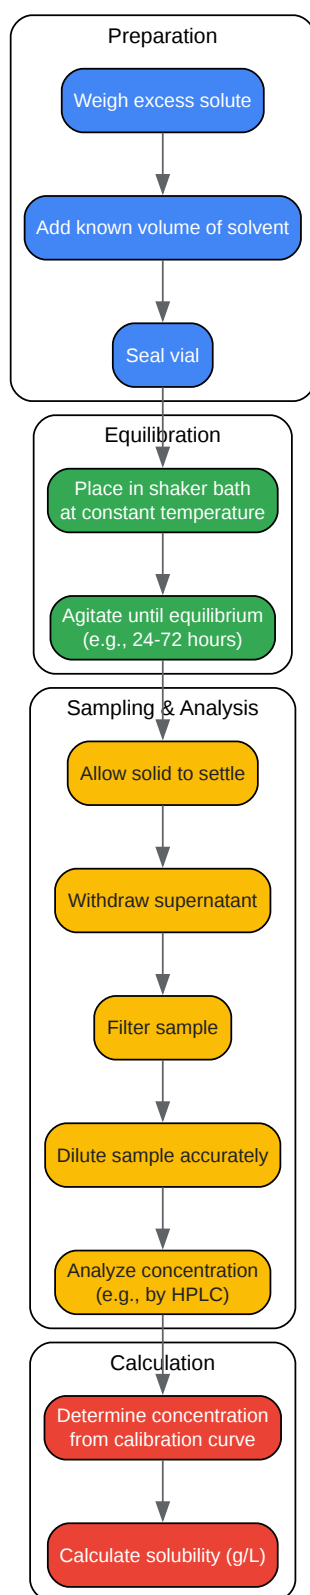 Preparation
Weigh excess solute
Add known volume of solvent
Seal vial
Equilibration
Place in shaker bath
at constant temperature
Agitate until equilibrium
(e.g., 24-72 hours)
Sampling & Analysis
Allow solid to settle
Withdraw supernatant
Filter sample
Dilute sample accurately
Analyze concentration
(e.g., by HPLC)
Calculation
Determine concentration
from calibration curve
Calculate solubility (g/L)